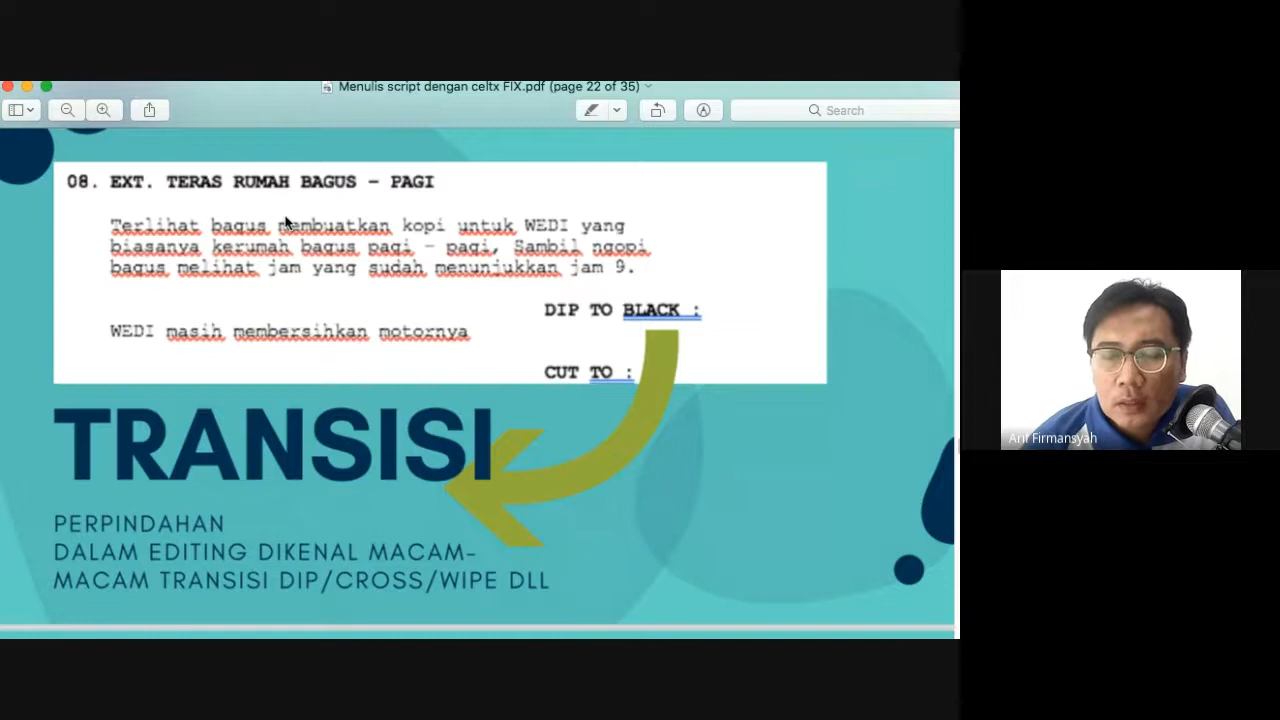 Menulis script dengan celtx FIX.pdf (page 22 of 35)
Search
08. EXT. TERAS RUMAH BAGUS – PAGI
Terlihat bagus membuatkan kopi untuk WEDI yang
biasanya kerumah bagus pagi – pagi, Sambil ngopi
bagus melihat jam yang sudah menunjukkan jam 9.
DIP TO BLACK :
WEDI masih membersihkan motornya
CUT TO :
TRANSISI
PERPINDAHAN
DALAM EDITING DIKENAL MACAM-
MACAM TRANSISI DIP/CROSS/WIPE DLL
Arif Firmansyah